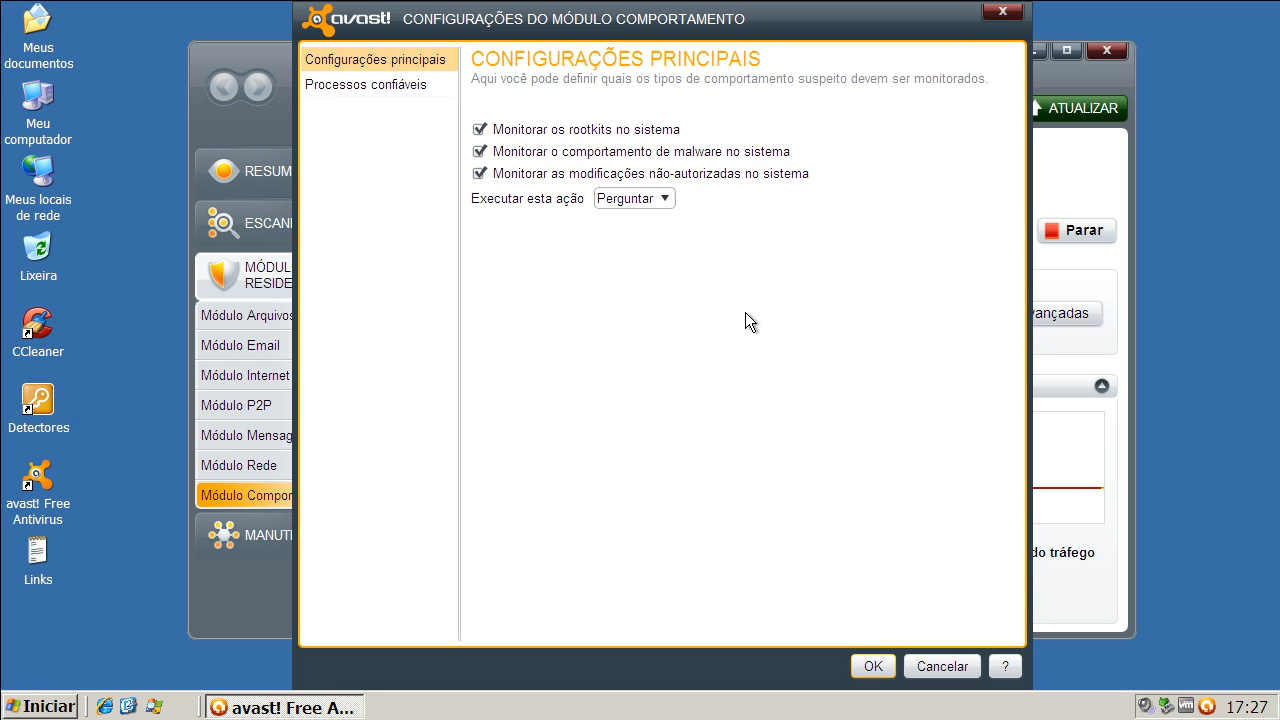 Meus
documentos
Meu
computador
Meus locais
de rede
Lixeira
CCleaner
Detectores
avast! Free
Antivirus
Links
avast! CONFIGURAÇÕES DO MÓDULO COMPORTAMENTO
Configurações principais
Processos confiáveis
CONFIGURAÇÕES PRINCIPAIS
Aqui você pode definir quais os tipos de comportamento suspeito devem ser monitorados.
Monitorar os rootkits no sistema
Monitorar o comportamento de malware no sistema
Monitorar as modificações não-autorizadas no sistema
Executar esta ação Perguntar
OK Cancelar ?
RESUM
ESCANE
MÓDUL
RESIDE
Módulo Arquivos
Módulo Email
Módulo Internet
Módulo P2P
Módulo Mensag
Módulo Rede
Módulo Compor
MANUTE
ATUALIZAR
Parar
vançadas
do tráfego
Iniciar
avast! Free A...
17:27